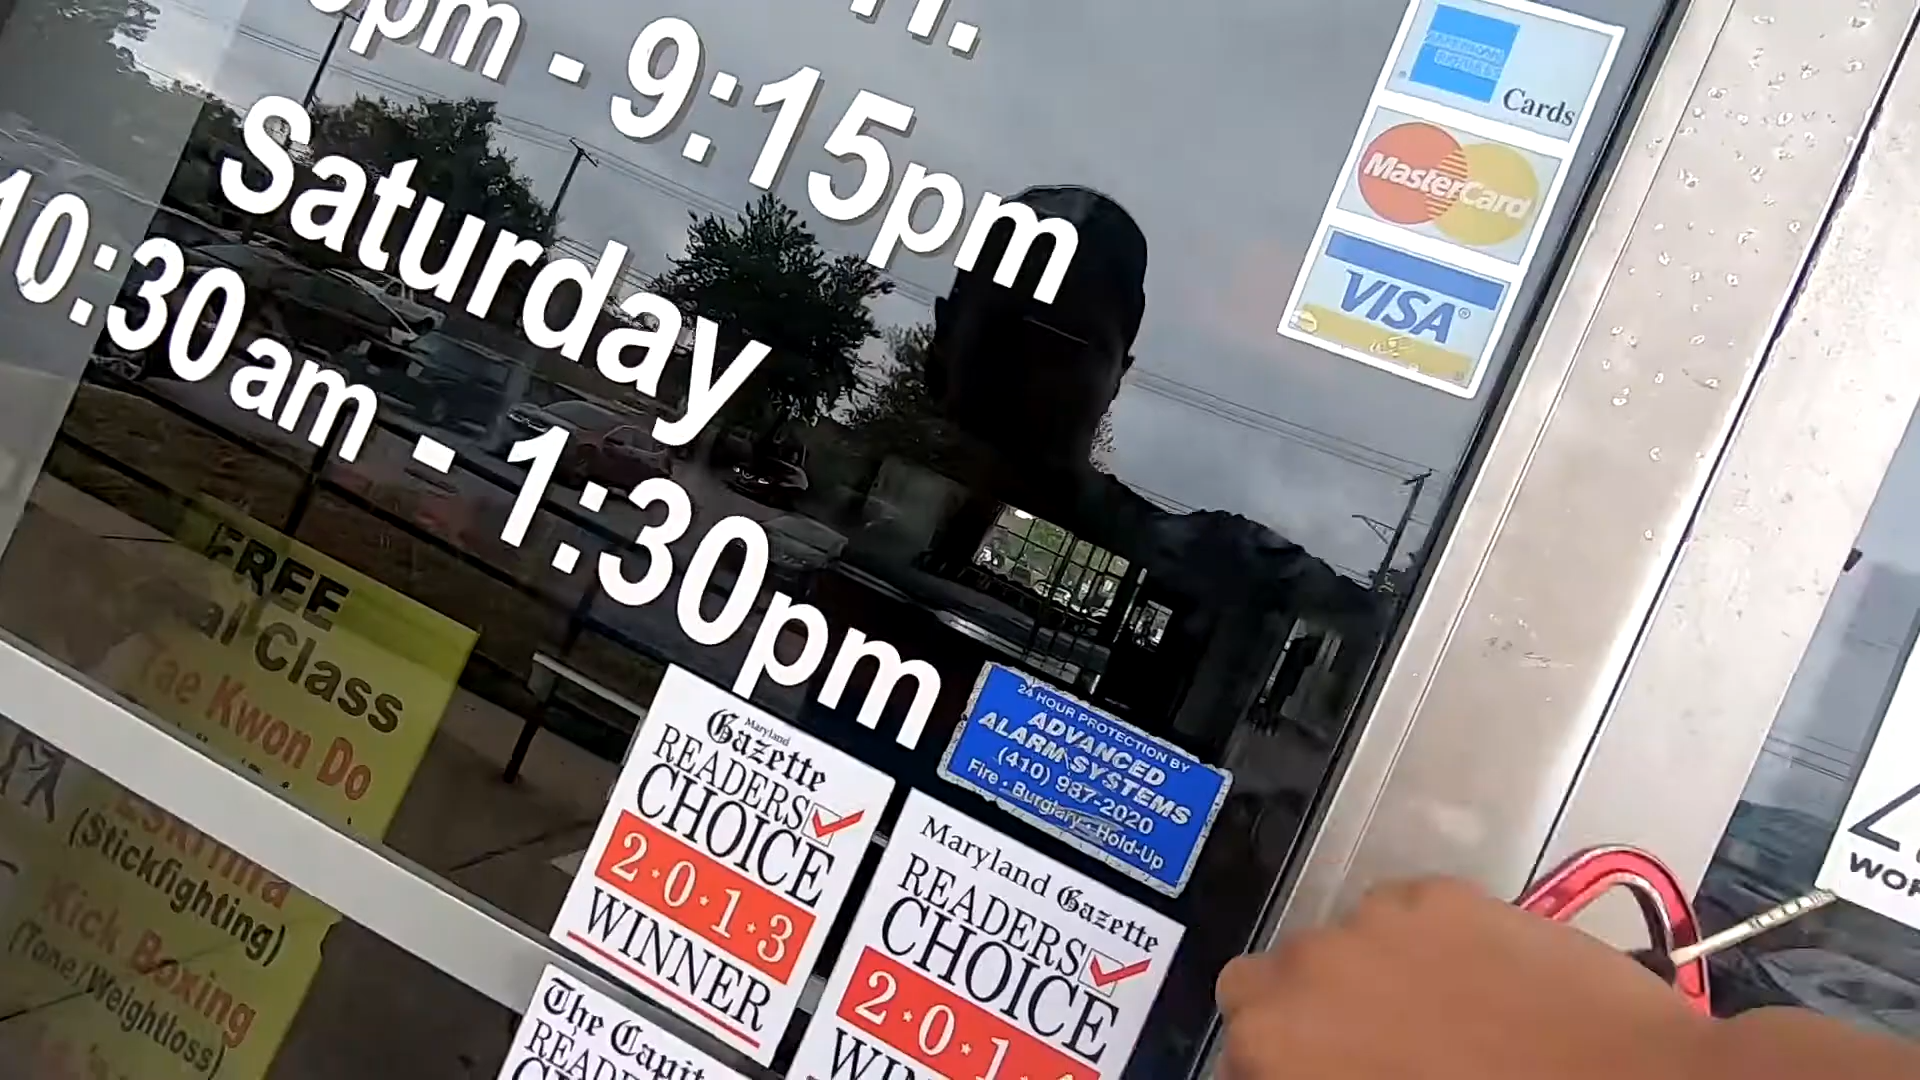 pm - 9:15pm
Saturday
10:30am - 1:30pm
AMERICAN
EXPRESS
Cards
MasterCard
VISA®
FREE
Class
Tae Kwon Do
(Stickfighting)
Kick Boxing
(Tone/Weightloss)
Maryland
Gazette
READERS
CHOICE
2·0·1·3
WINNER
24 HOUR PROTECTION BY
ADVANCED
ALARM SYSTEMS
(410) 987-2020
Fire · Burglary · Hold-Up
Maryland Gazette
READERS
CHOICE
2·0·1
The